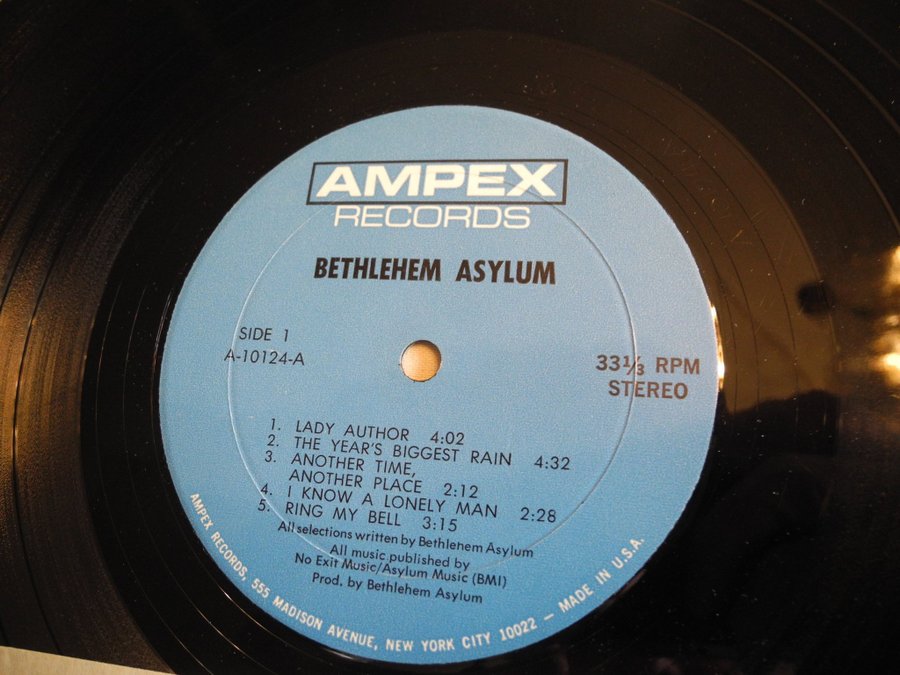 AMPEX
RECORDS
BETHLEHEM ASYLUM
SIDE 1
A-10124-A
33⅓ RPM
STEREO
1. LADY AUTHOR 4:02
2. THE YEAR'S BIGGEST RAIN 4:32
3. ANOTHER TIME,
ANOTHER PLACE 2:12
4. I KNOW A LONELY MAN 2:28
5. RING MY BELL 3:15
All selections written by Bethlehem Asylum
All music published by
No Exit Music/Asylum Music (BMI)
Prod. by Bethlehem Asylum
AMPEX RECORDS, 555 MADISON AVENUE, NEW YORK CITY 10022 — MADE IN U.S.A.